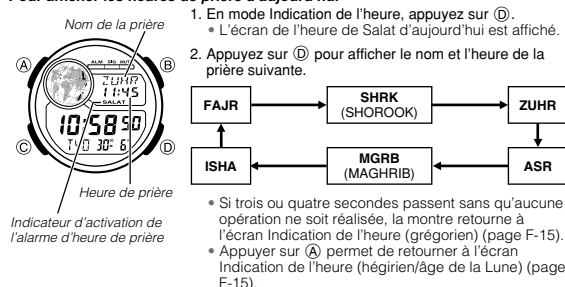 Pour afficher les heures de prière d'aujourd'hui
Nom de la prière
A
B
C
D
ALM SIG
ZUHR
11:45
SALAT
10:58 50
Heure de prière
Indicateur d'activation de
l'alarme d'heure de prière
1. En mode Indication de l'heure, appuyez sur D.
• L'écran de l'heure de Salat d'aujourd'hui est affiché.
2. Appuyez sur D pour afficher le nom et l'heure de la
prière suivante.
FAJR
SHRK
(SHOROOK)
ZUHR
ISHA
MGRB
(MAGHRIB)
ASR
• Si trois ou quatre secondes passent sans qu'aucune
opération ne soit réalisée, la montre retourne à
l'écran Indication de l'heure (grégorien) (page F-15).
• Appuyer sur A permet de retourner à l'écran
Indication de l'heure (hégirien/âge de la Lune) (page
F-15).